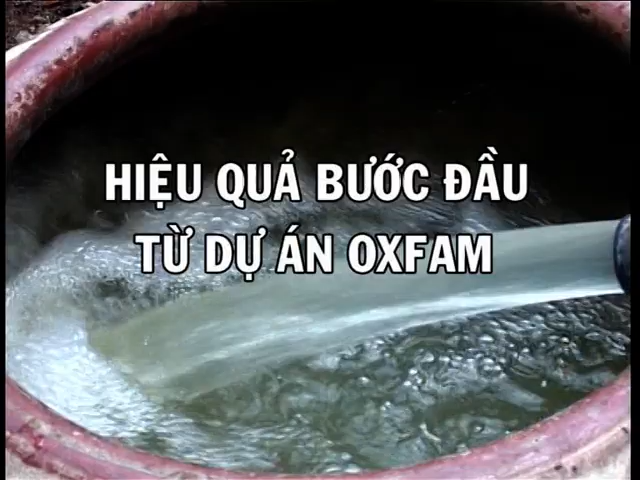 HIỆU QUẢ BƯỚC ĐẦU
TỪ DỰ ÁN OXFAM